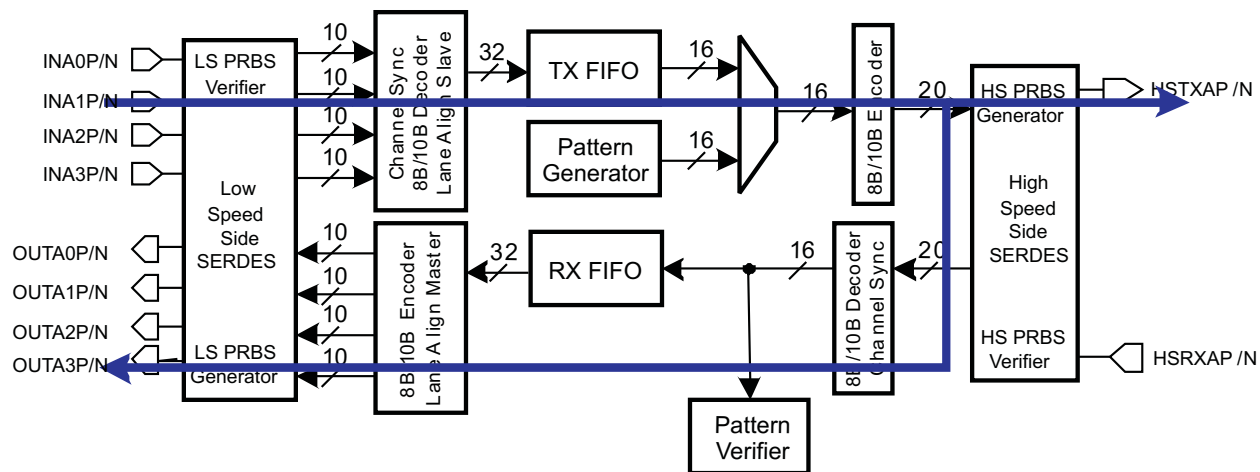 INA0P/N
INA1P/N
INA2P/N
INA3P/N
OUTA0P/N
OUTA1P/N
OUTA2P/N
OUTA3P/N
LS PRBS
Verifier
Low
Speed
Side
SERDES
LS PRBS
Generator
10
10
10
10
10
10
10
10
Channel Sync
8B/10B Decoder
Lane Align Slave
8B/10B Encoder
Lane Align Master
32
TX FIFO
16
Pattern
Generator
16
16
8B/10B Encoder
20
32
RX FIFO
16
8B/10B Decoder
Channel Sync
20
Pattern
Verifier
HS PRBS
Generator
High
Speed
Side
SERDES
HS PRBS
Verifier
HSTXAP /N
HSRXAP /N